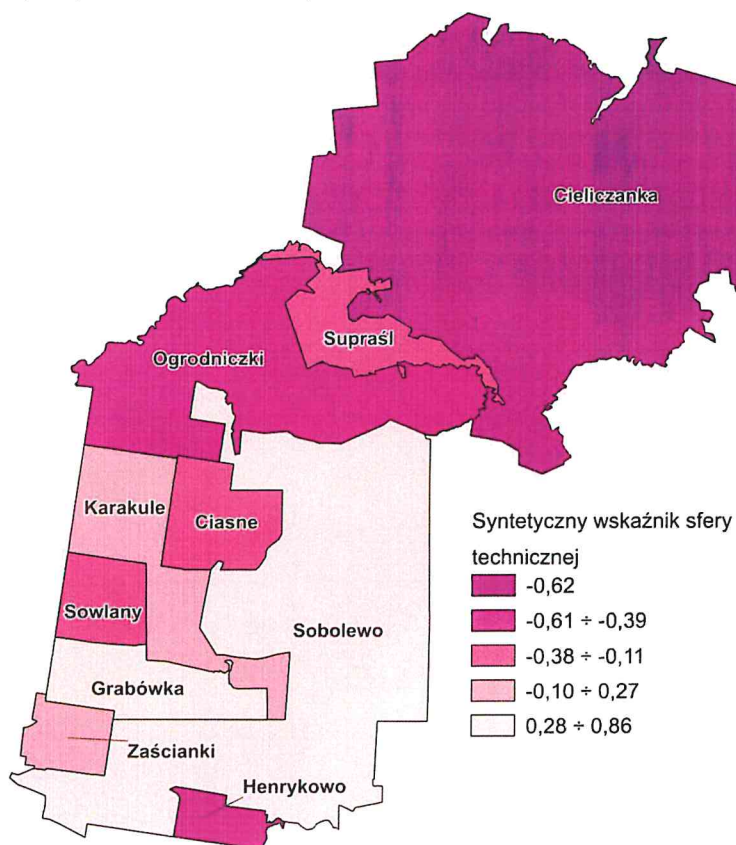 Cieliczanka
Supraśl
Ogrodniczki
Karakule
Ciasne
Sowlany
Sobolewo
Grabówka
Zaścianki
Henrykowo
Syntetyczny wskaźnik sfery
technicznej
-0,62
-0,61 ÷ -0,39
-0,38 ÷ -0,11
-0,10 ÷ 0,27
0,28 ÷ 0,86